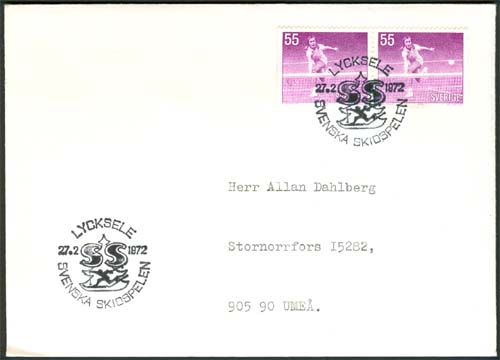 55 55
SVERIGE
LYCKSELE
27.2 SS 1972
SVENSKA SKIDSPELEN
Herr Allan Dahlberg
Stornorrfors 15282,
905 90 UMEÅ.
LYCKSELE
27.2 SS 1972
SVENSKA SKIDSPELEN